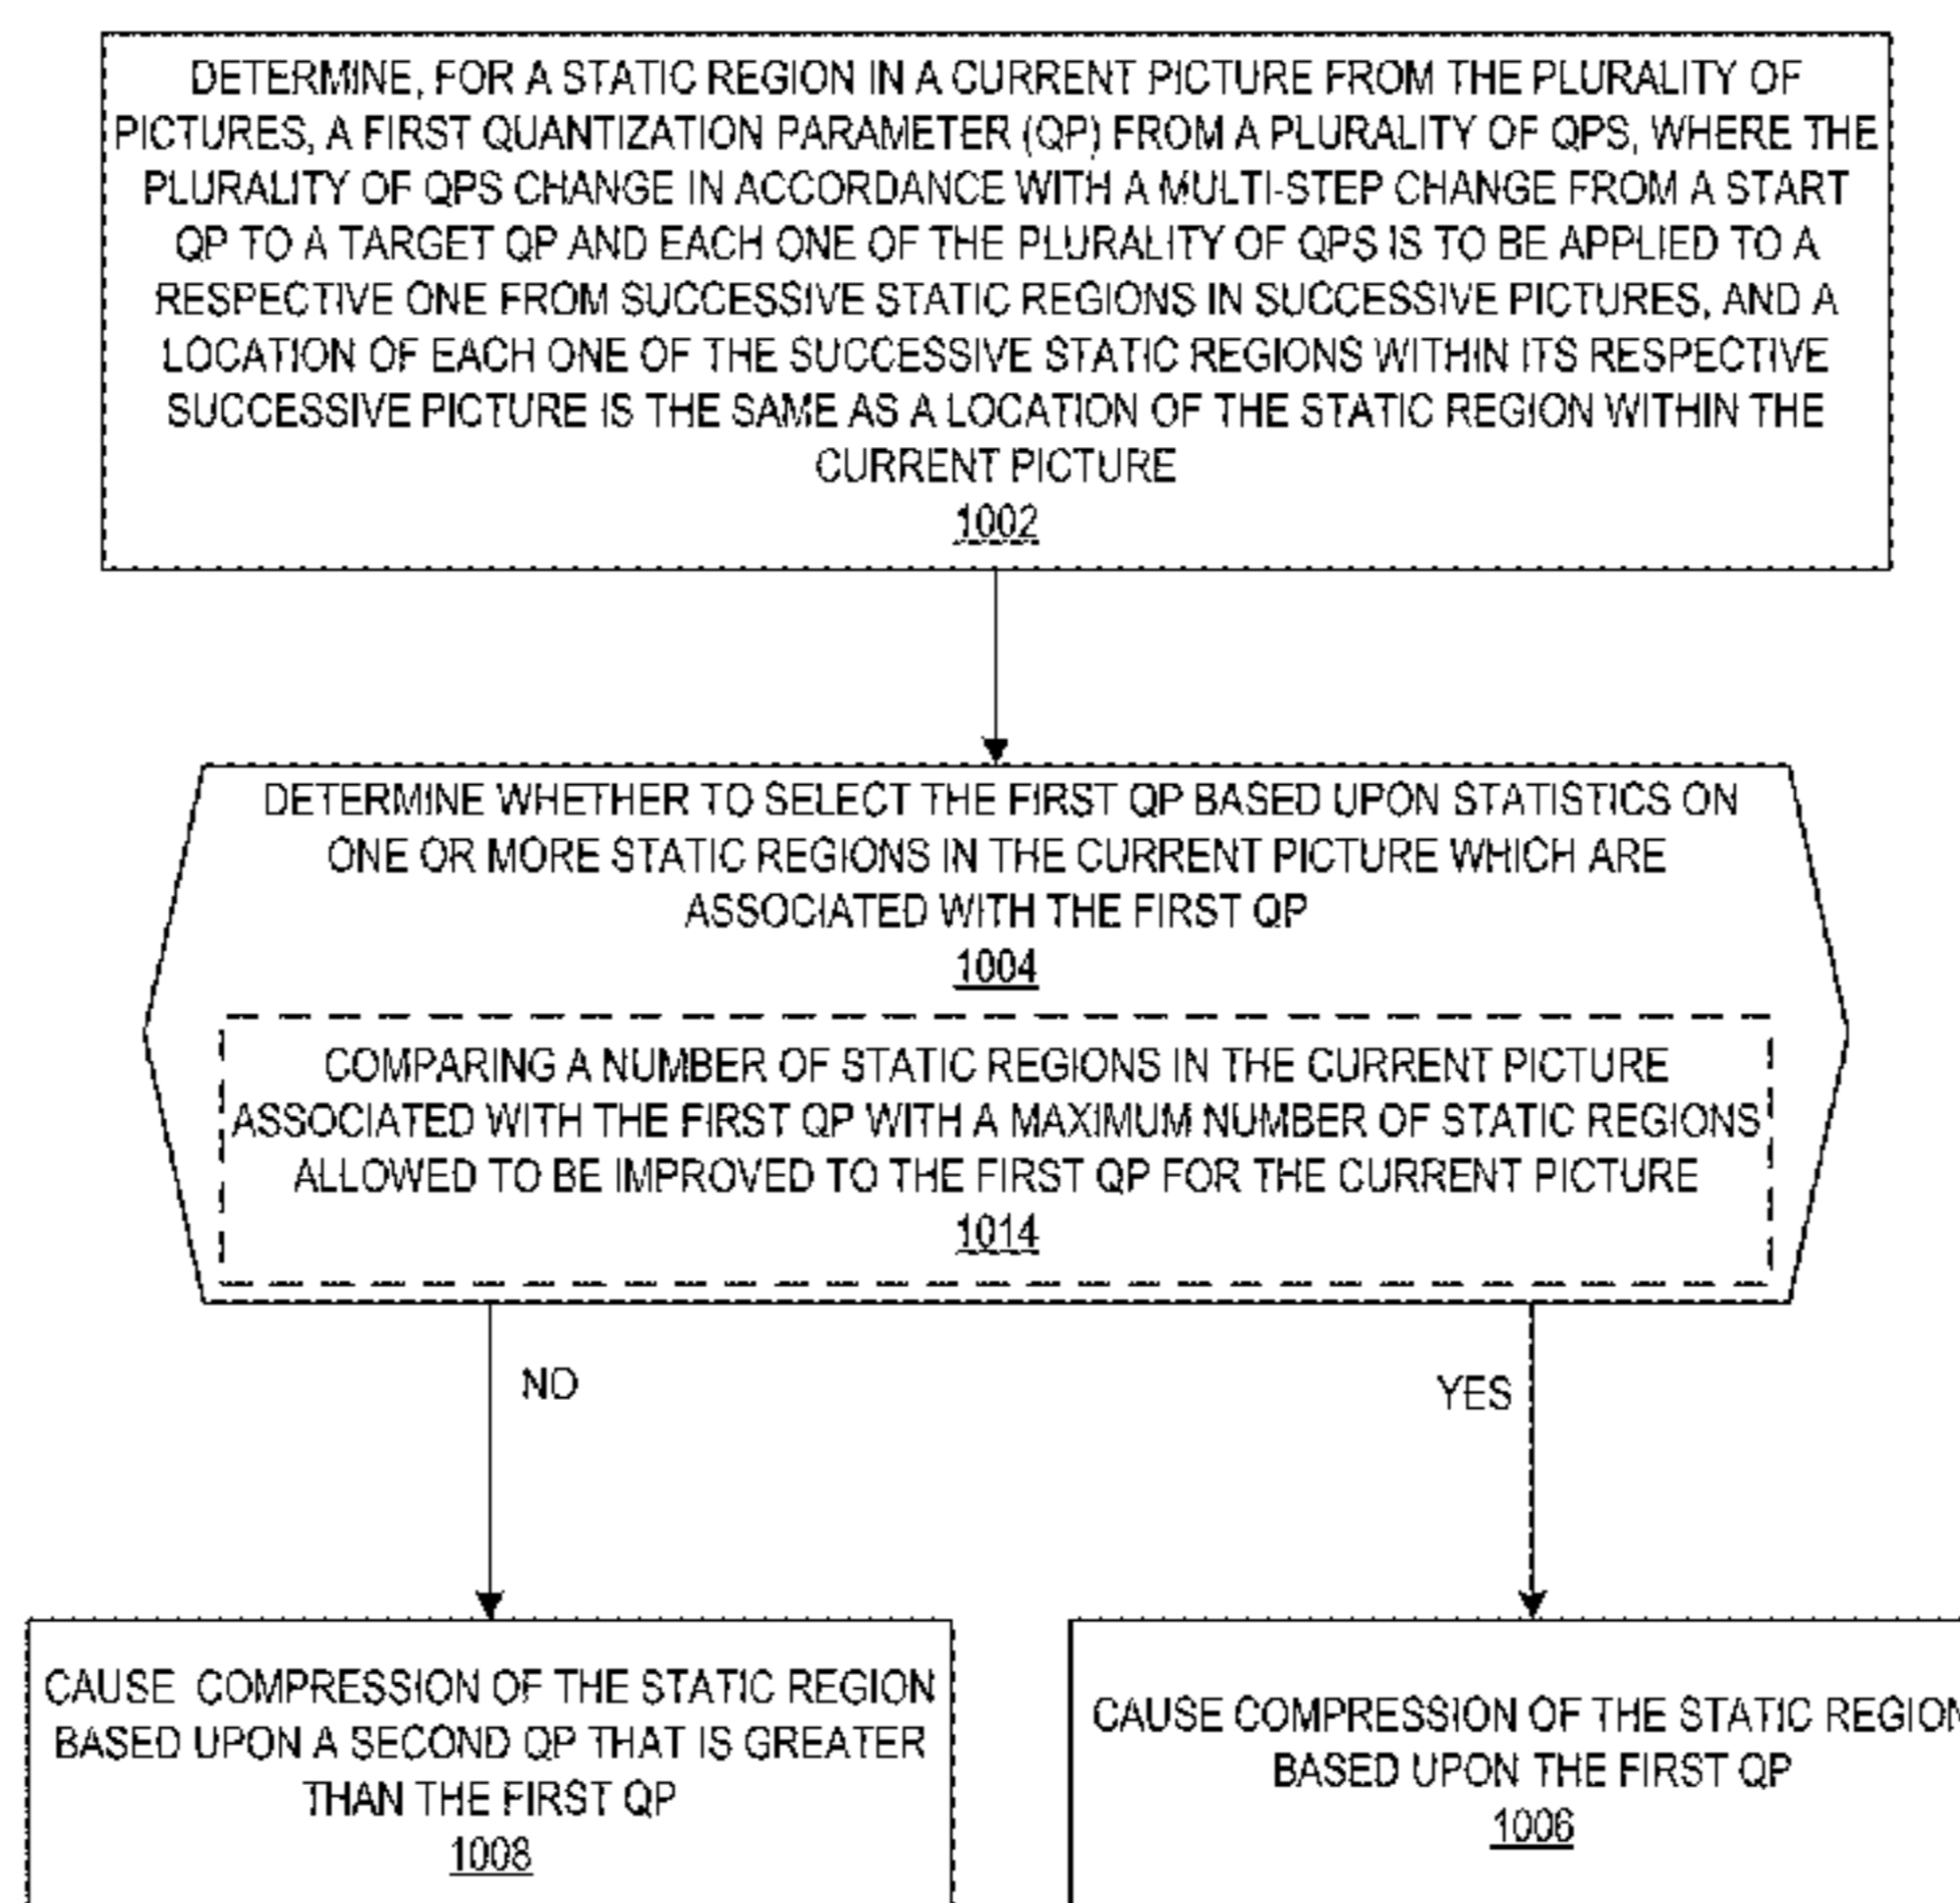 DETERMINE, FOR A STATIC REGION IN A CURRENT PICTURE FROM THE PLURALITY OF
PICTURES, A FIRST QUANTIZATION PARAMETER (QP) FROM A PLURALITY OF QPS, WHERE THE
PLURALITY OF QPS CHANGE IN ACCORDANCE WITH A MULTI-STEP CHANGE FROM A START
QP TO A TARGET QP AND EACH ONE OF THE PLURALITY OF QPS IS TO BE APPLIED TO A
RESPECTIVE ONE FROM SUCCESSIVE STATIC REGIONS IN SUCCESSIVE PICTURES, AND A
LOCATION OF EACH ONE OF THE SUCCESSIVE STATIC REGIONS WITHIN ITS RESPECTIVE
SUCCESSIVE PICTURE IS THE SAME AS A LOCATION OF THE STATIC REGION WITHIN THE
CURRENT PICTURE
1002
DETERMINE WHETHER TO SELECT THE FIRST QP BASED UPON STATISTICS ON
ONE OR MORE STATIC REGIONS IN THE CURRENT PICTURE WHICH ARE
ASSOCIATED WITH THE FIRST QP
1004
COMPARING A NUMBER OF STATIC REGIONS IN THE CURRENT PICTURE
ASSOCIATED WITH THE FIRST QP WITH A MAXIMUM NUMBER OF STATIC REGIONS
ALLOWED TO BE IMPROVED TO THE FIRST QP FOR THE CURRENT PICTURE
1014
NO
YES
CAUSE COMPRESSION OF THE STATIC REGION
BASED UPON A SECOND QP THAT IS GREATER
THAN THE FIRST QP
1008
CAUSE COMPRESSION OF THE STATIC REGION
BASED UPON THE FIRST QP
1006